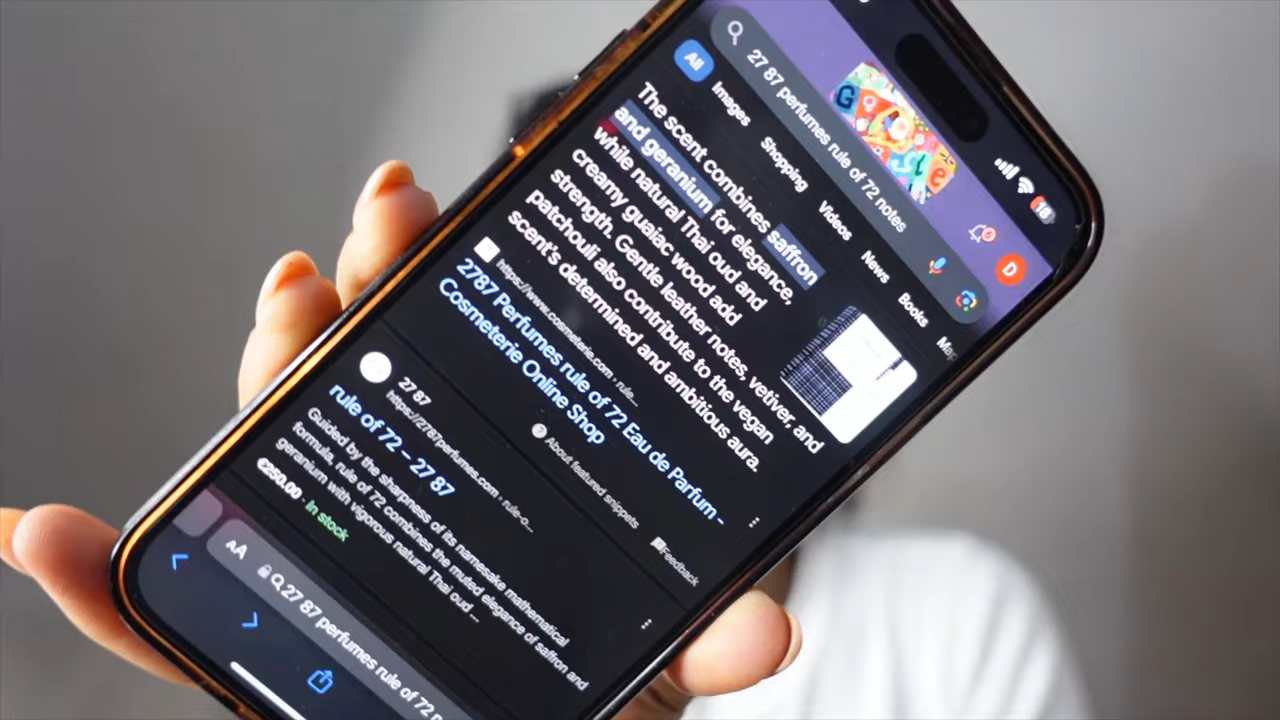 18
G
g
l
e
6
D
27 87 perfumes rule of 72 notes
All
Images
Shopping
Videos
News
Books
The scent combines saffron
and geranium for elegance,
while natural Thai oud and
creamy guaiac wood add
strength. Gentle leather notes, vetiver, and
patchouli also contribute to the vegan
scent's determined and ambitious aura.
https://www.cosmeterie.com › rule...
2787 Perfumes rule of 72 Eau de Parfum -
Cosmeterie Online Shop
About featured snippets
Feedback
27 87
https://2787perfumes.com › rule-o...
rule of 72 – 27 87
Guided by the sharpness of its namesake mathematical
formula, rule of 72 combines the muted elegance of saffron and
geranium with vigorous natural Thai oud ...
€250.00 · In stock
AA
27 87 perfumes rule of 72